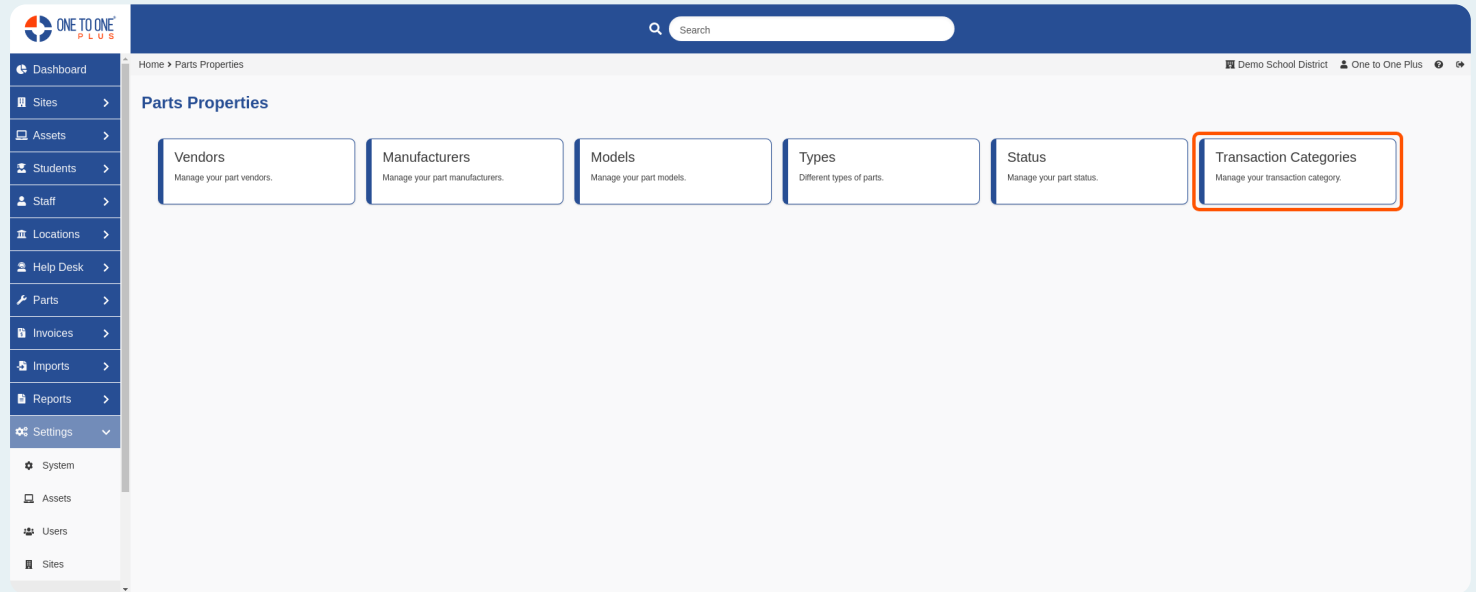 ONE TO ONE
PLUS
Search
Home > Parts Properties
Demo School District
One to One Plus
Dashboard
Sites
Assets
Students
Staff
Locations
Help Desk
Parts
Invoices
Imports
Reports
Settings
System
Assets
Users
Sites
Parts Properties
Vendors
Manage your part vendors.
Manufacturers
Manage your part manufacturers.
Models
Manage your part models.
Types
Different types of parts.
Status
Manage your part status.
Transaction Categories
Manage your transaction category.